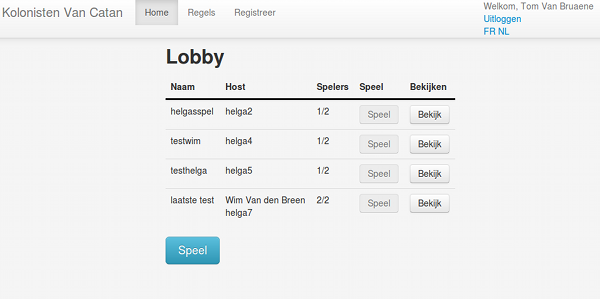 Kolonisten Van Catan Home Regels Registreer Welkom, Tom Van Bruaene
Uitloggen
FR NL
Lobby
Naam Host Spelers Speel Bekijken
helgasspel helga2 1/2 Speel Bekijk
testwim helga4 1/2 Speel Bekijk
testhelga helga5 1/2 Speel Bekijk
laatste test Wim Van den Breen 2/2 Speel Bekijk
helga7
Speel